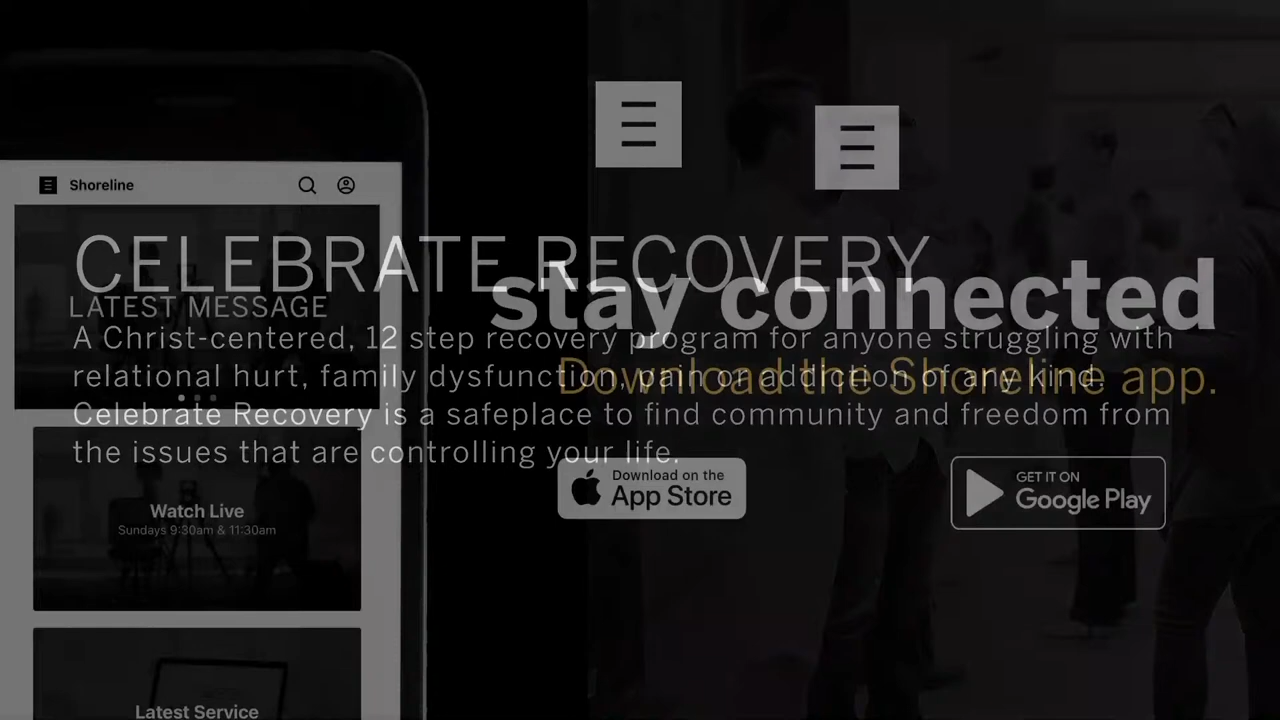 Shoreline
CELEBRATE RECOVERY
stay connected
LATEST MESSAGE
A Christ-centered, 12 step recovery program for anyone struggling with
relational hurt, family dysfunction, pain or addiction of any kind.
Download the Shoreline app.
Celebrate Recovery is a safeplace to find community and freedom from
the issues that are controlling your life.
Download on the
App Store
GET IT ON
Google Play
Watch Live
Sundays 9:30am & 11:30am
Latest Service